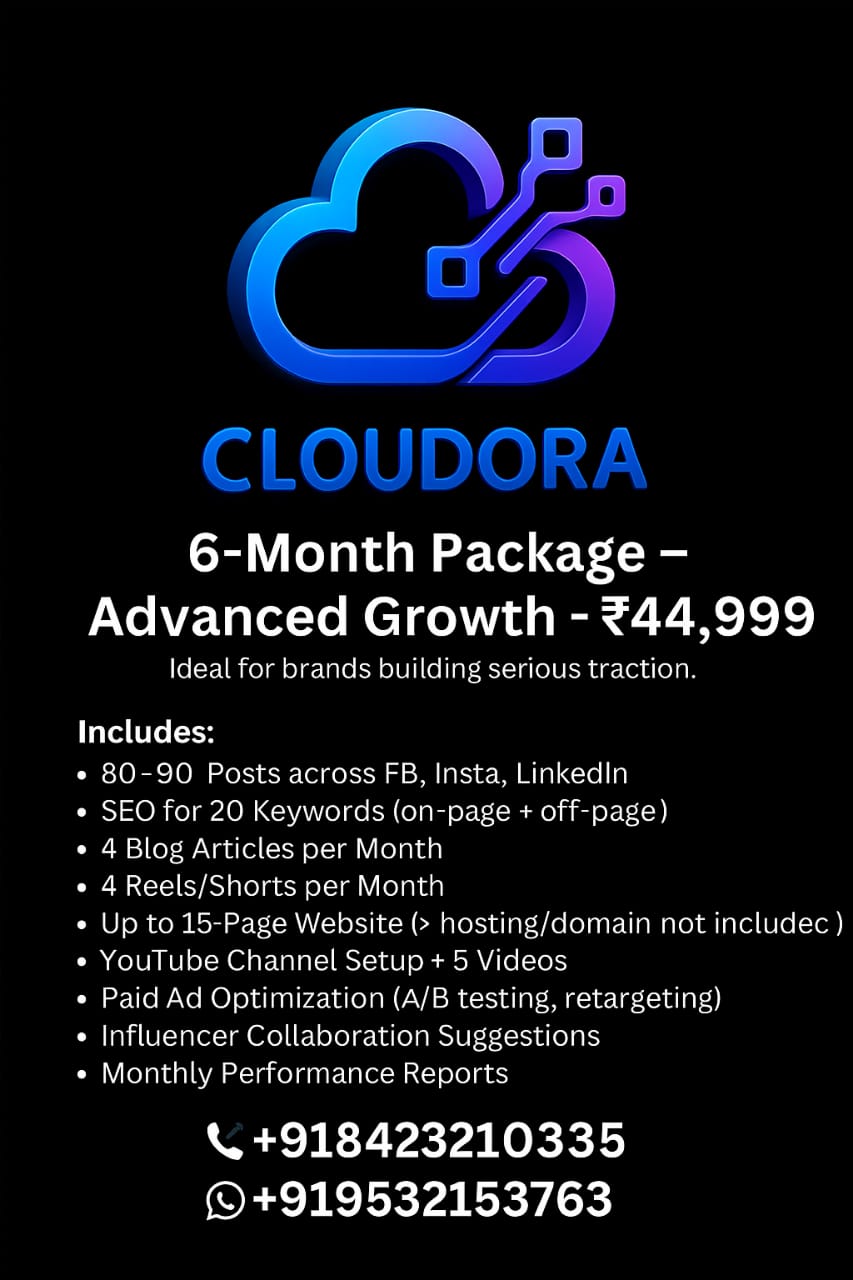 CLOUDORA
6-Month Package –
Advanced Growth - ₹44,999
Ideal for brands building serious traction.
Includes:
• 80-90 Posts across FB, Insta, LinkedIn
• SEO for 20 Keywords (on-page + off-page)
• 4 Blog Articles per Month
• 4 Reels/Shorts per Month
• Up to 15-Page Website (> hosting/domain not includec )
• YouTube Channel Setup + 5 Videos
• Paid Ad Optimization (A/B testing, retargeting)
• Influencer Collaboration Suggestions
• Monthly Performance Reports
+918423210335
+919532153763